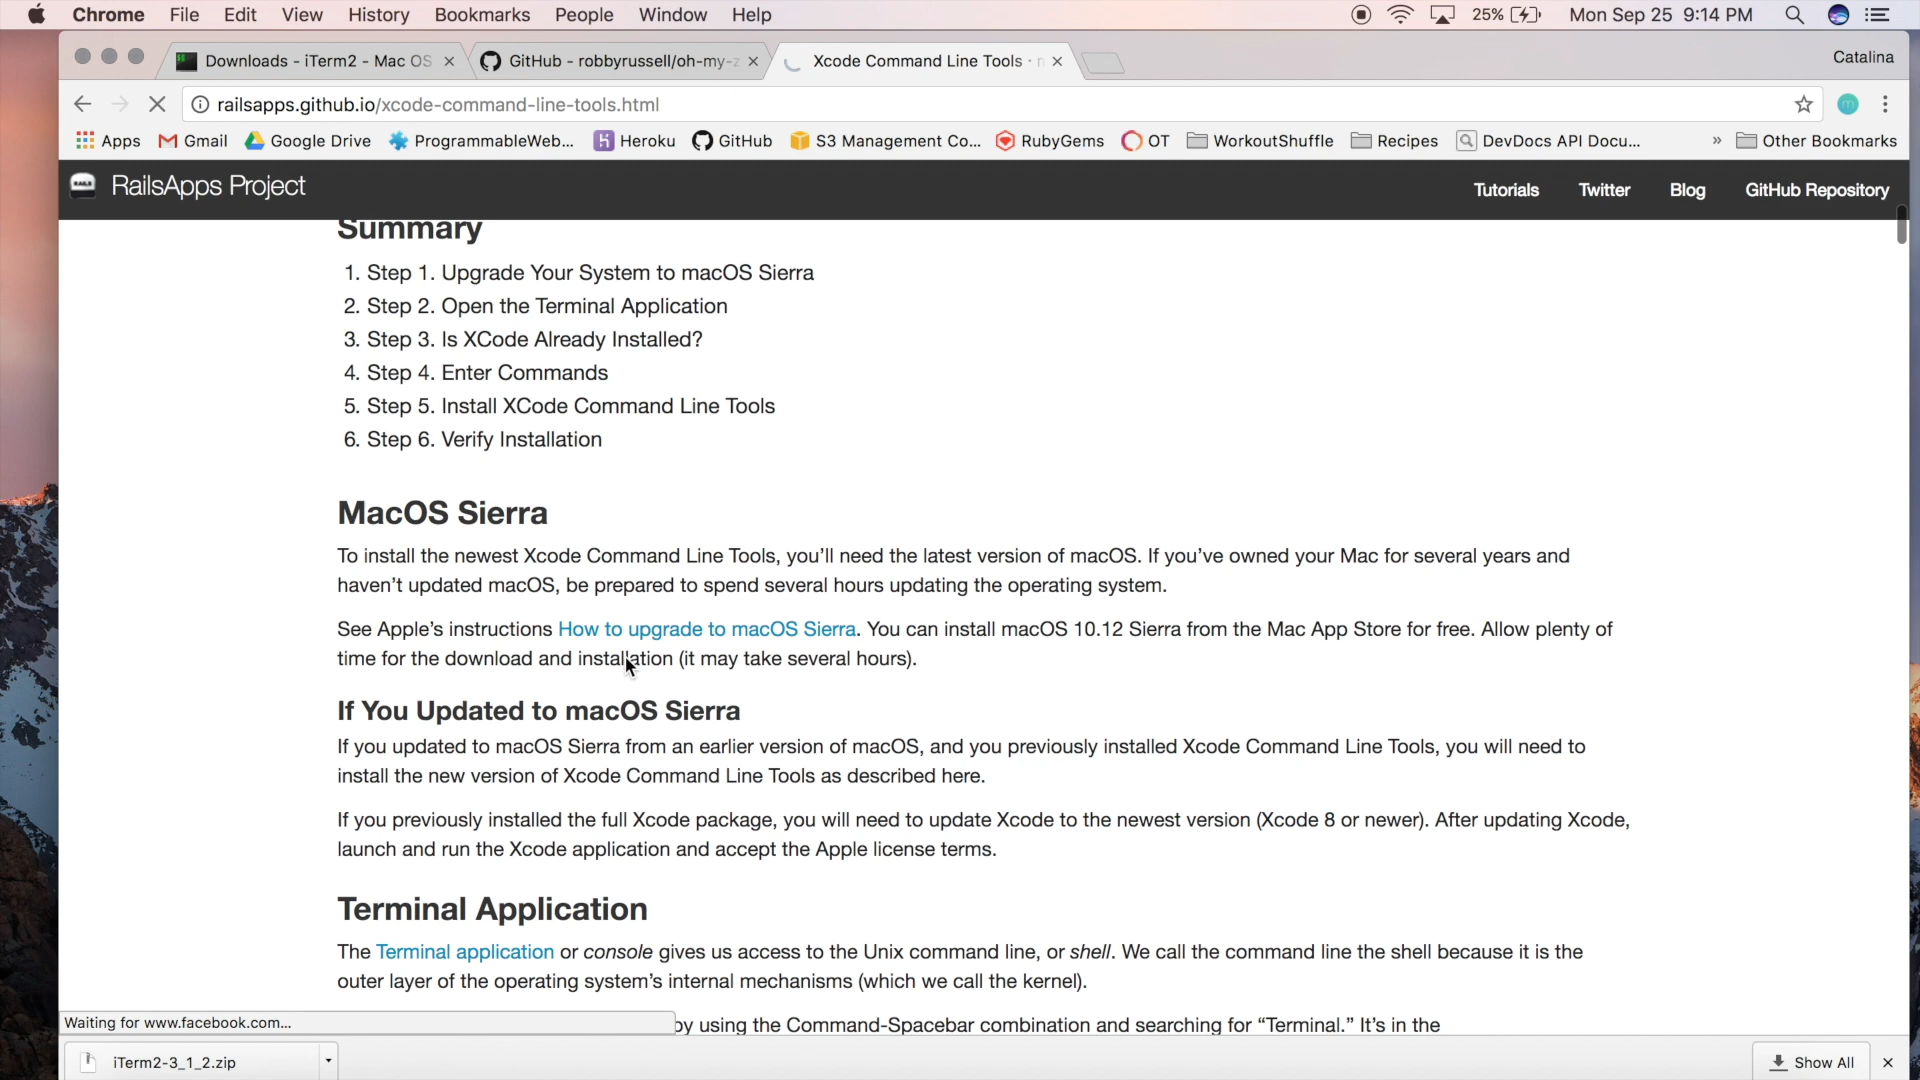 Chrome File Edit View History Bookmarks People Window Help 25% Mon Sep 25 9:14 PM
Downloads - iTerm2 - Mac OS GitHub - robbyrussell/oh-my-z Xcode Command Line Tools · Catalina
railsapps.github.io/xcode-command-line-tools.html
Apps Gmail Google Drive ProgrammableWeb... Heroku GitHub S3 Management Co... RubyGems OT WorkoutShuffle Recipes DevDocs API Docu... » Other Bookmarks
RailsApps Project Tutorials Twitter Blog GitHub Repository
Summary
1. Step 1. Upgrade Your System to macOS Sierra
2. Step 2. Open the Terminal Application
3. Step 3. Is XCode Already Installed?
4. Step 4. Enter Commands
5. Step 5. Install XCode Command Line Tools
6. Step 6. Verify Installation
MacOS Sierra
To install the newest Xcode Command Line Tools, you’ll need the latest version of macOS. If you’ve owned your Mac for several years and
haven’t updated macOS, be prepared to spend several hours updating the operating system.
See Apple’s instructions How to upgrade to macOS Sierra. You can install macOS 10.12 Sierra from the Mac App Store for free. Allow plenty of
time for the download and installation (it may take several hours).
If You Updated to macOS Sierra
If you updated to macOS Sierra from an earlier version of macOS, and you previously installed Xcode Command Line Tools, you will need to
install the new version of Xcode Command Line Tools as described here.
If you previously installed the full Xcode package, you will need to update Xcode to the newest version (Xcode 8 or newer). After updating Xcode,
launch and run the Xcode application and accept the Apple license terms.
Terminal Application
The Terminal application or console gives us access to the Unix command line, or shell. We call the command line the shell because it is the
outer layer of the operating system’s internal mechanisms (which we call the kernel).
Waiting for www.facebook.com... by using the Command-Spacebar combination and searching for “Terminal.” It’s in the
iTerm2-3_1_2.zip Show All